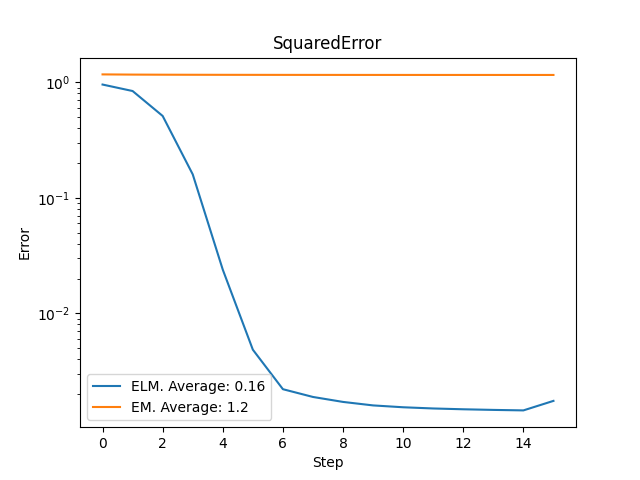 SquaredError
Error
10⁰
10⁻¹
10⁻²
ELM. Average: 0.16
EM. Average: 1.2
0 2 4 6 8 10 12 14
Step